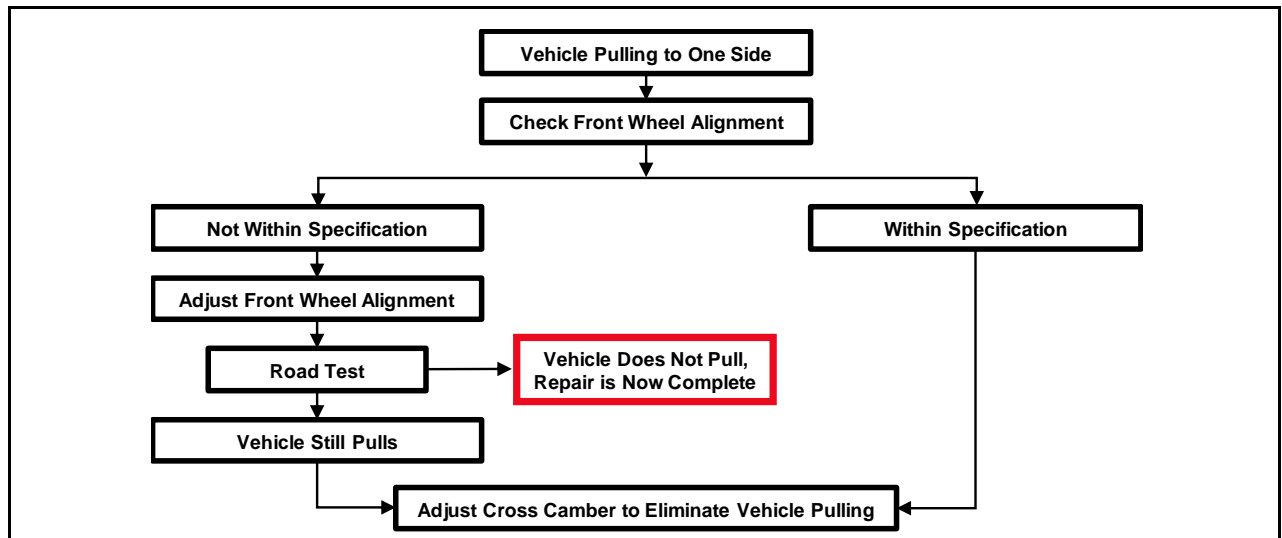 Vehicle Pulling to One Side
Check Front Wheel Alignment
Not Within Specification
Within Specification
Adjust Front Wheel Alignment
Road Test
Vehicle Does Not Pull,
Repair is Now Complete
Vehicle Still Pulls
Adjust Cross Camber to Eliminate Vehicle Pulling